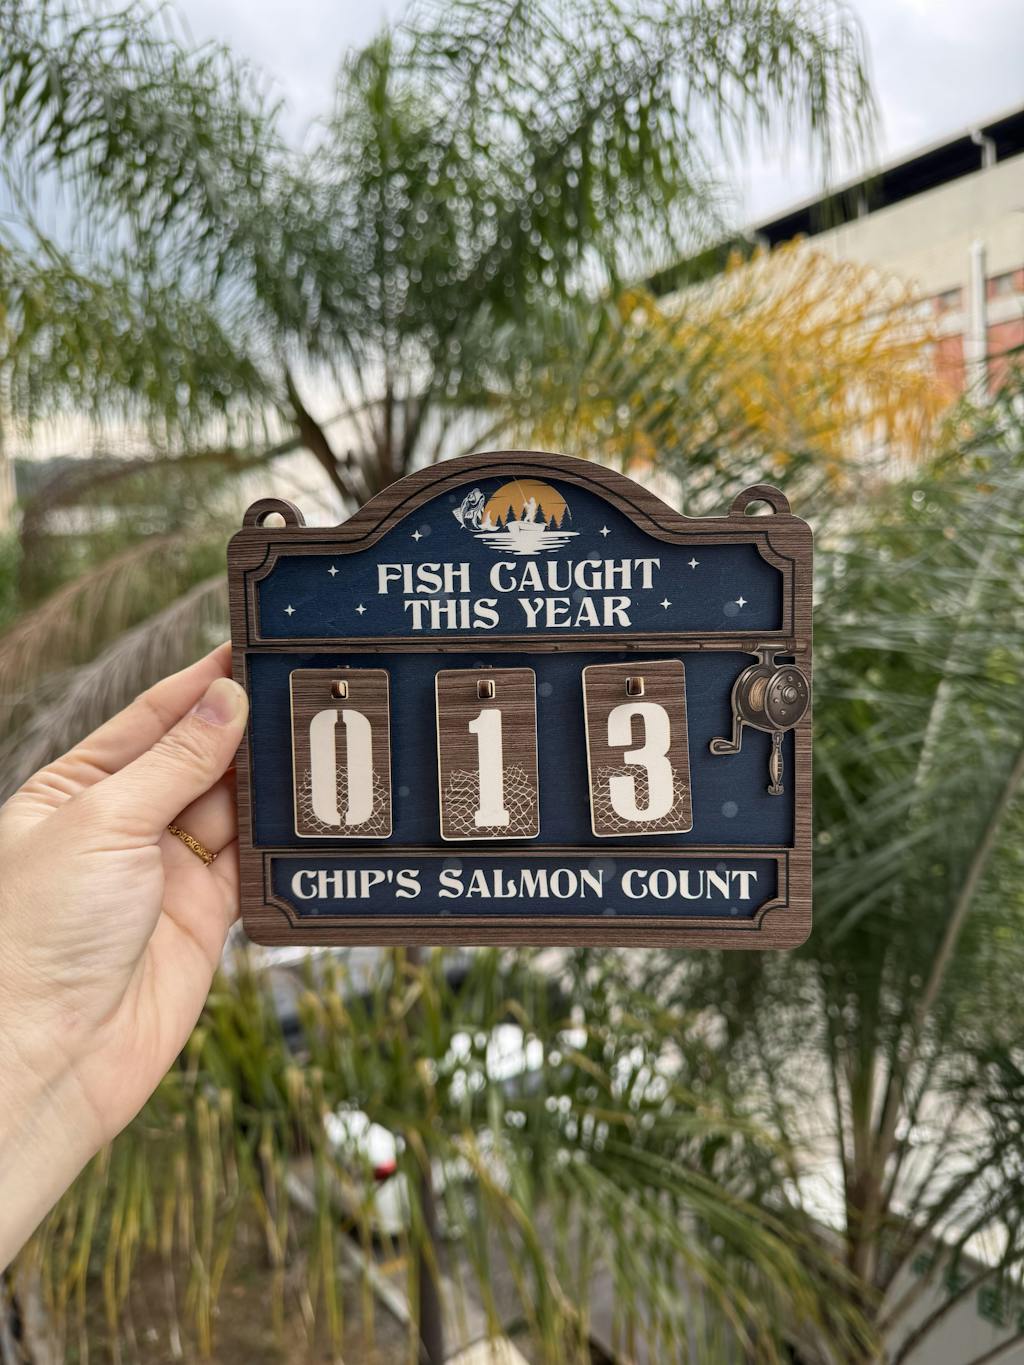 FISH CAUGHT
THIS YEAR
0 1 3
CHIP'S SALMON COUNT